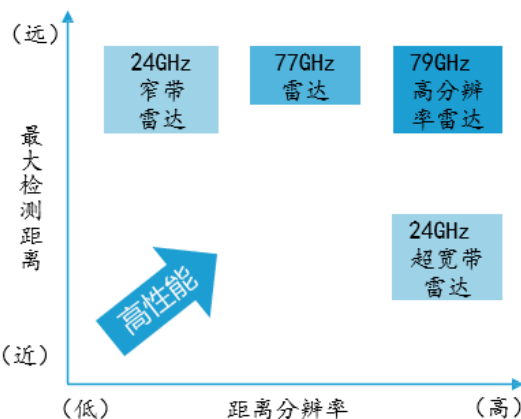 （远）
24GHz
窄带
雷达
77GHz
雷达
79GHz
高分辨
率雷达
最大检测距离
24GHz
超宽带
雷达
高性能
（近）
（低）
距离分辨率
（高）